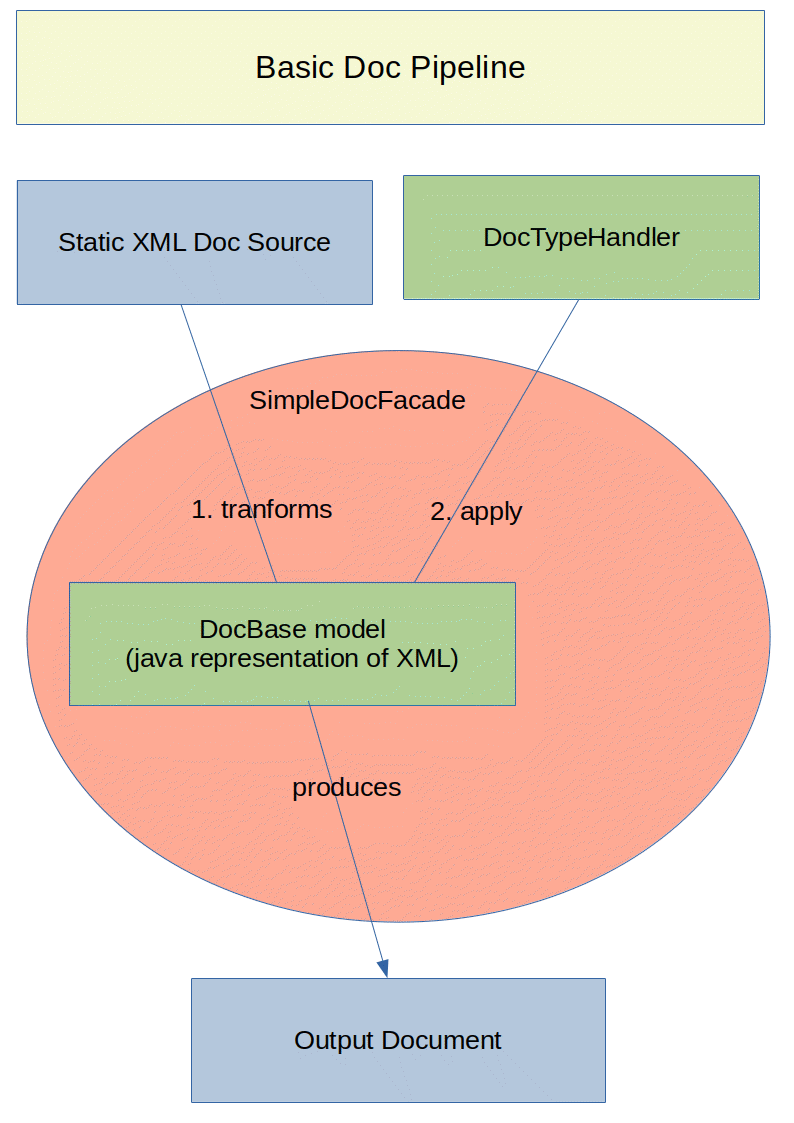 Basic Doc Pipeline
Static XML Doc Source
DocTypeHandler
SimpleDocFacade
1. tranforms
2. apply
DocBase model
(java representation of XML)
produces
Output Document